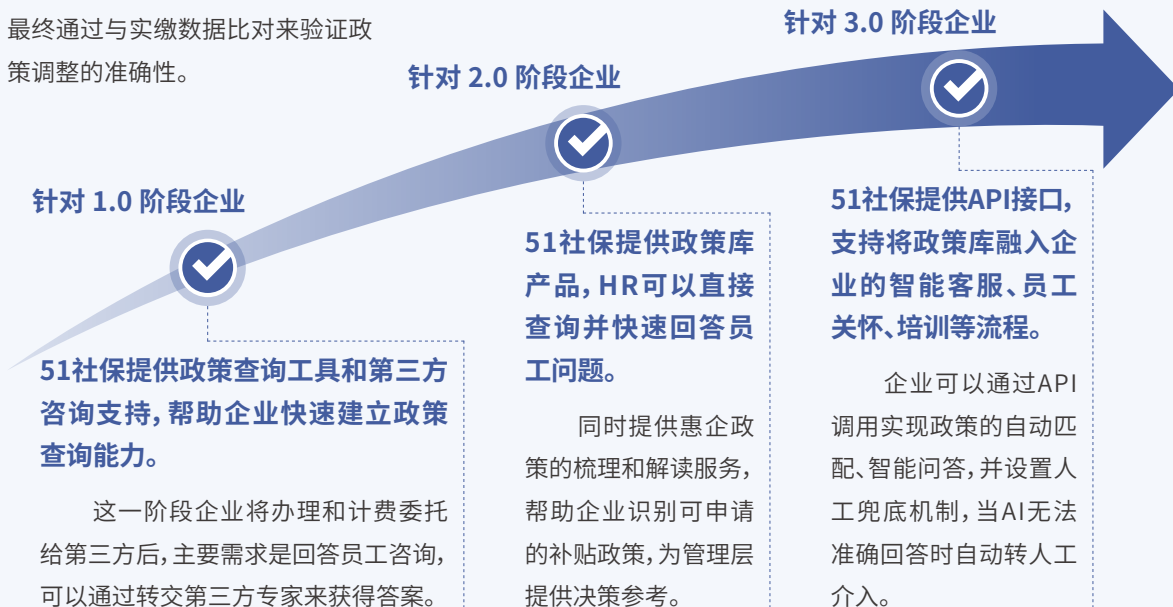 最终通过与实缴数据比对来验证政
策调整的准确性。
针对 1.0 阶段企业
51社保提供政策查询工具和第三方
咨询支持，帮助企业快速建立政策
查询能力。
这一阶段企业将办理和计费委托
给第三方后，主要需求是回答员工咨询，
可以通过转交第三方专家来获得答案。
针对 2.0 阶段企业
51社保提供政策库
产品，HR可以直接
查询并快速回答员
工问题。
同时提供惠企政
策的梳理和解读服务，
帮助企业识别可申请
的补贴政策，为管理层
提供决策参考。
针对 3.0 阶段企业
51社保提供API接口，
支持将政策库融入企
业的智能客服、员工
关怀、培训等流程。
企业可以通过API
调用实现政策的自动匹
配、智能问答，并设置人
工兜底机制，当AI无法
准确回答时自动转人工
介入。